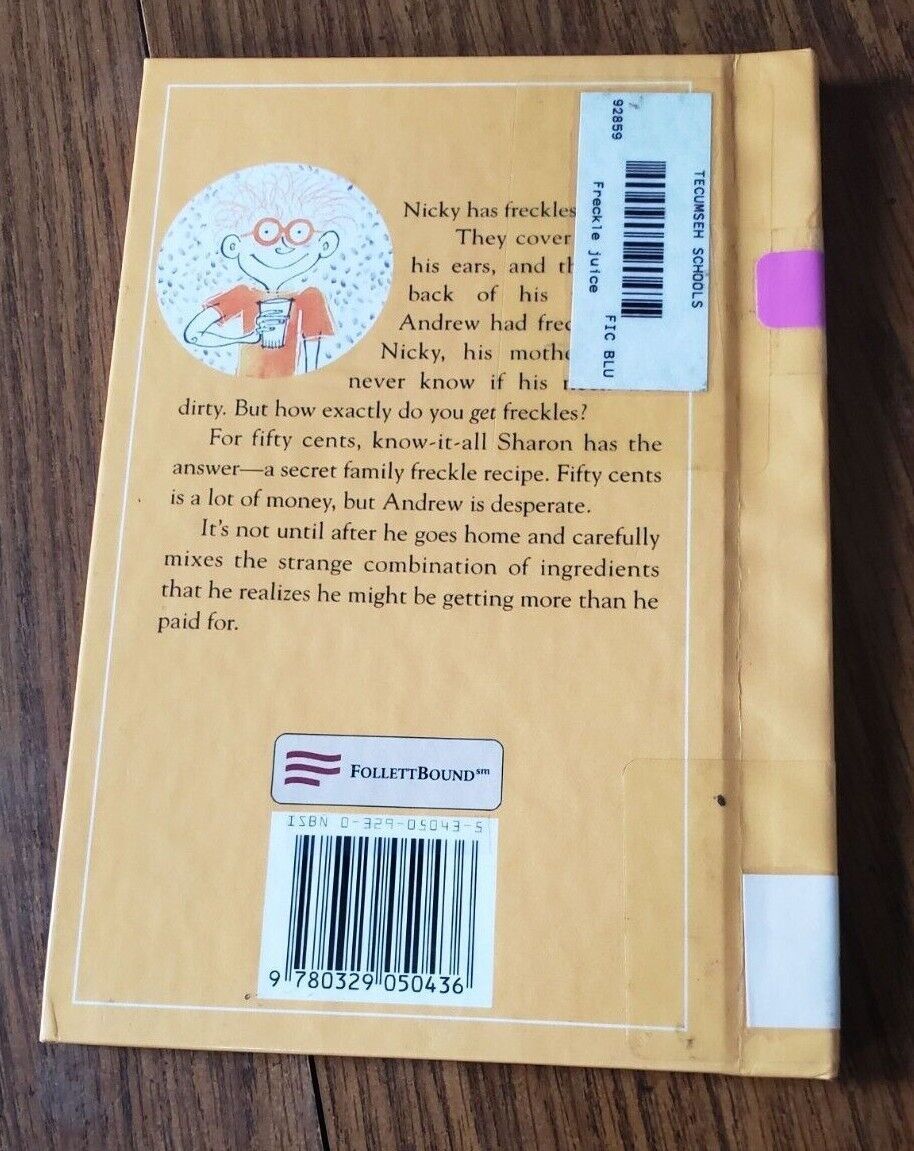 Nicky has freckles
They cover
his ears, and th
back of his
Andrew had frec
Nicky, his mothe
never know if his
dirty. But how exactly do you get freckles?
For fifty cents, know-it-all Sharon has the
answer—a secret family freckle recipe. Fifty cents
is a lot of money, but Andrew is desperate.
It's not until after he goes home and carefully
mixes the strange combination of ingredients
that he realizes he might be getting more than he
paid for.
TECUMSEH SCHOOLS
92859
Freckle juice FIC BLU
FOLLETTBOUND℠
ISBN 0-329-05043-5
9 780329 050436